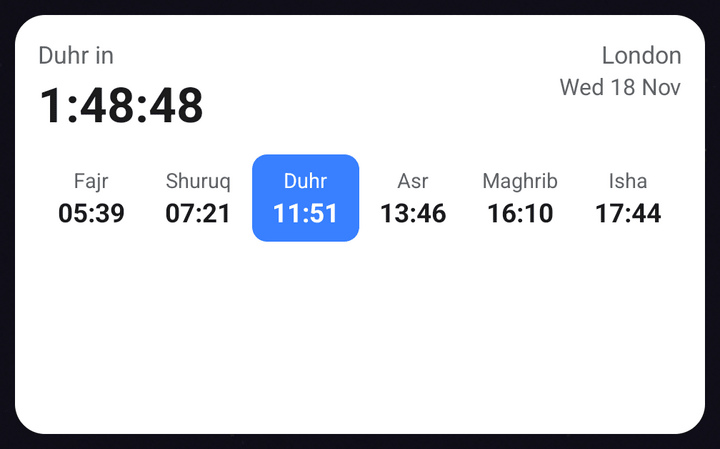 Duhr in
1:48:48
London
Wed 18 Nov
Fajr Shuruq Duhr Asr Maghrib Isha
05:39 07:21 11:51 13:46 16:10 17:44